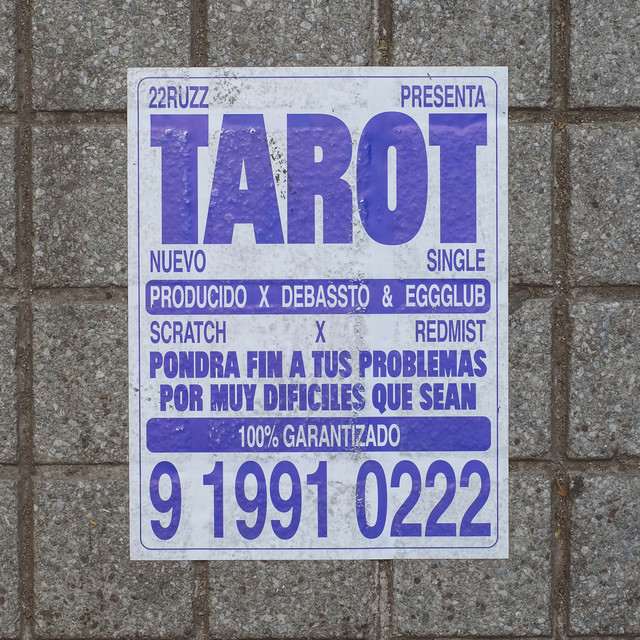 22RUZZ PRESENTA
TAROT
NUEVO SINGLE
PRODUCIDO X DEBASSTO & EGGGLUB
SCRATCH X REDMIST
PONDRA FIN A TUS PROBLEMAS
POR MUY DIFICILES QUE SEAN
100% GARANTIZADO
9 1991 0222